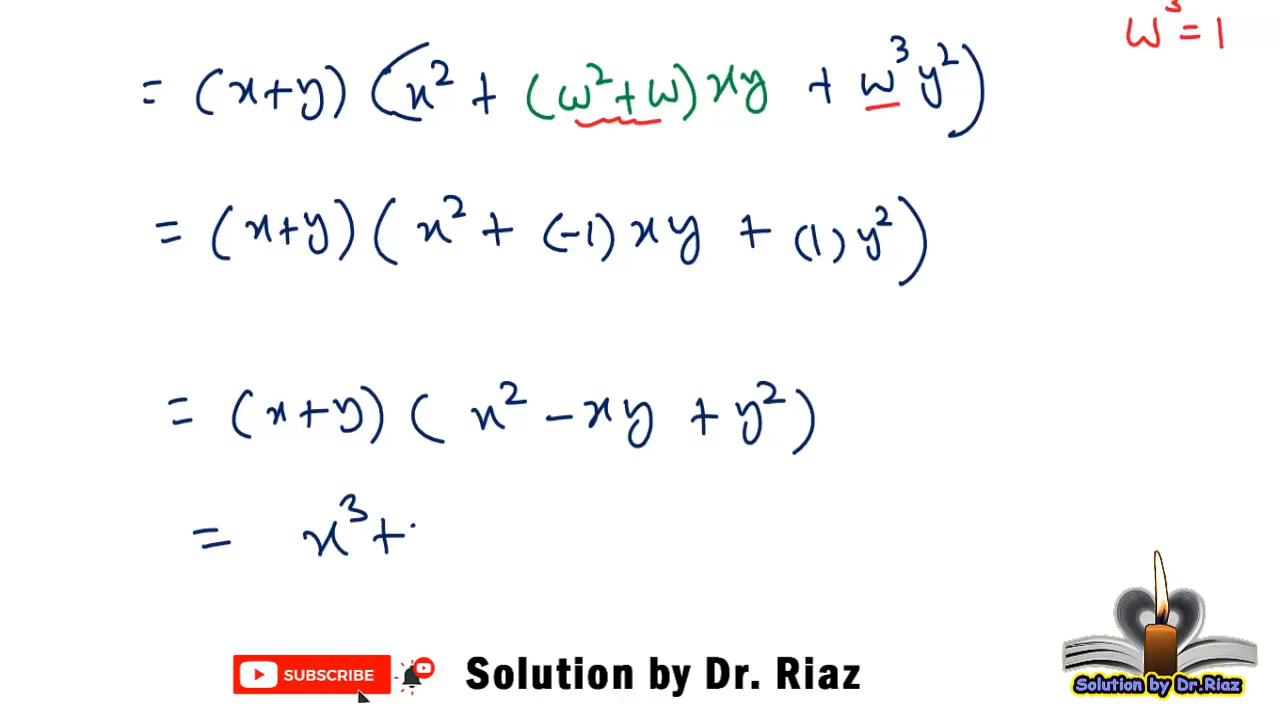 ω³ = 1
= (x+y) (x² + (ω²+ω)xy + ω³y²)
= (x+y) (x² + (-1)xy + (1)y²)
= (x+y) (x² - xy + y²)
= x³ +
SUBSCRIBE
Solution by Dr. Riaz
Solution by Dr.Riaz